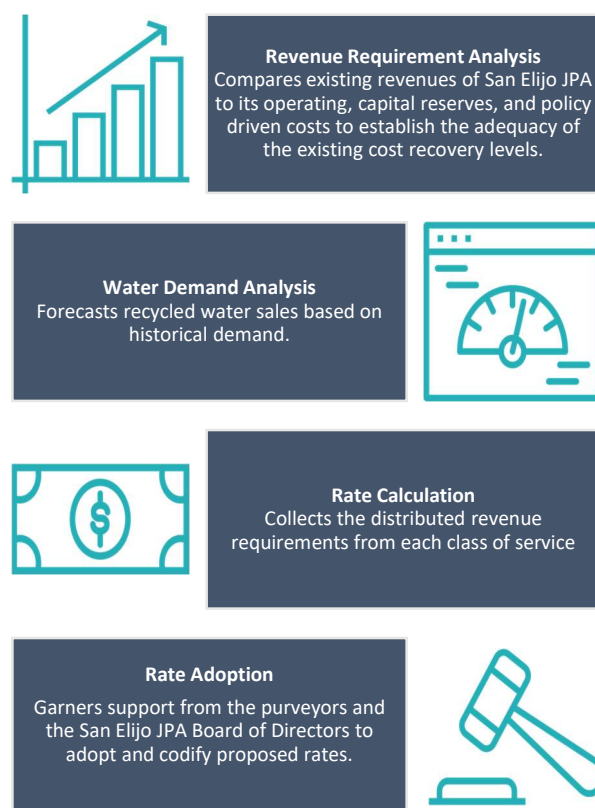 Revenue Requirement Analysis
Compares existing revenues of San Elijo JPA
to its operating, capital reserves, and policy
driven costs to establish the adequacy of
the existing cost recovery levels.
Water Demand Analysis
Forecasts recycled water sales based on
historical demand.
$
Rate Calculation
Collects the distributed revenue
requirements from each class of service
Rate Adoption
Garners support from the purveyors and
the San Elijo JPA Board of Directors to
adopt and codify proposed rates.